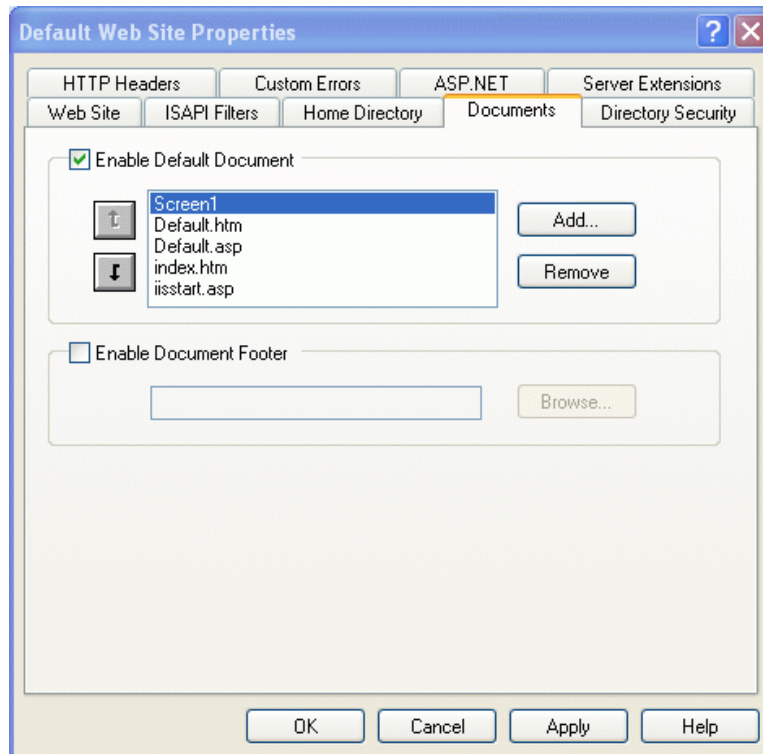 Default Web Site Properties
HTTP Headers Custom Errors ASP.NET Server Extensions
Web Site ISAPI Filters Home Directory Documents Directory Security
Enable Default Document
Screen1
Default.htm
Default.asp
index.htm
iisstart.asp
Add...
Remove
Enable Document Footer
Browse...
OK Cancel Apply Help